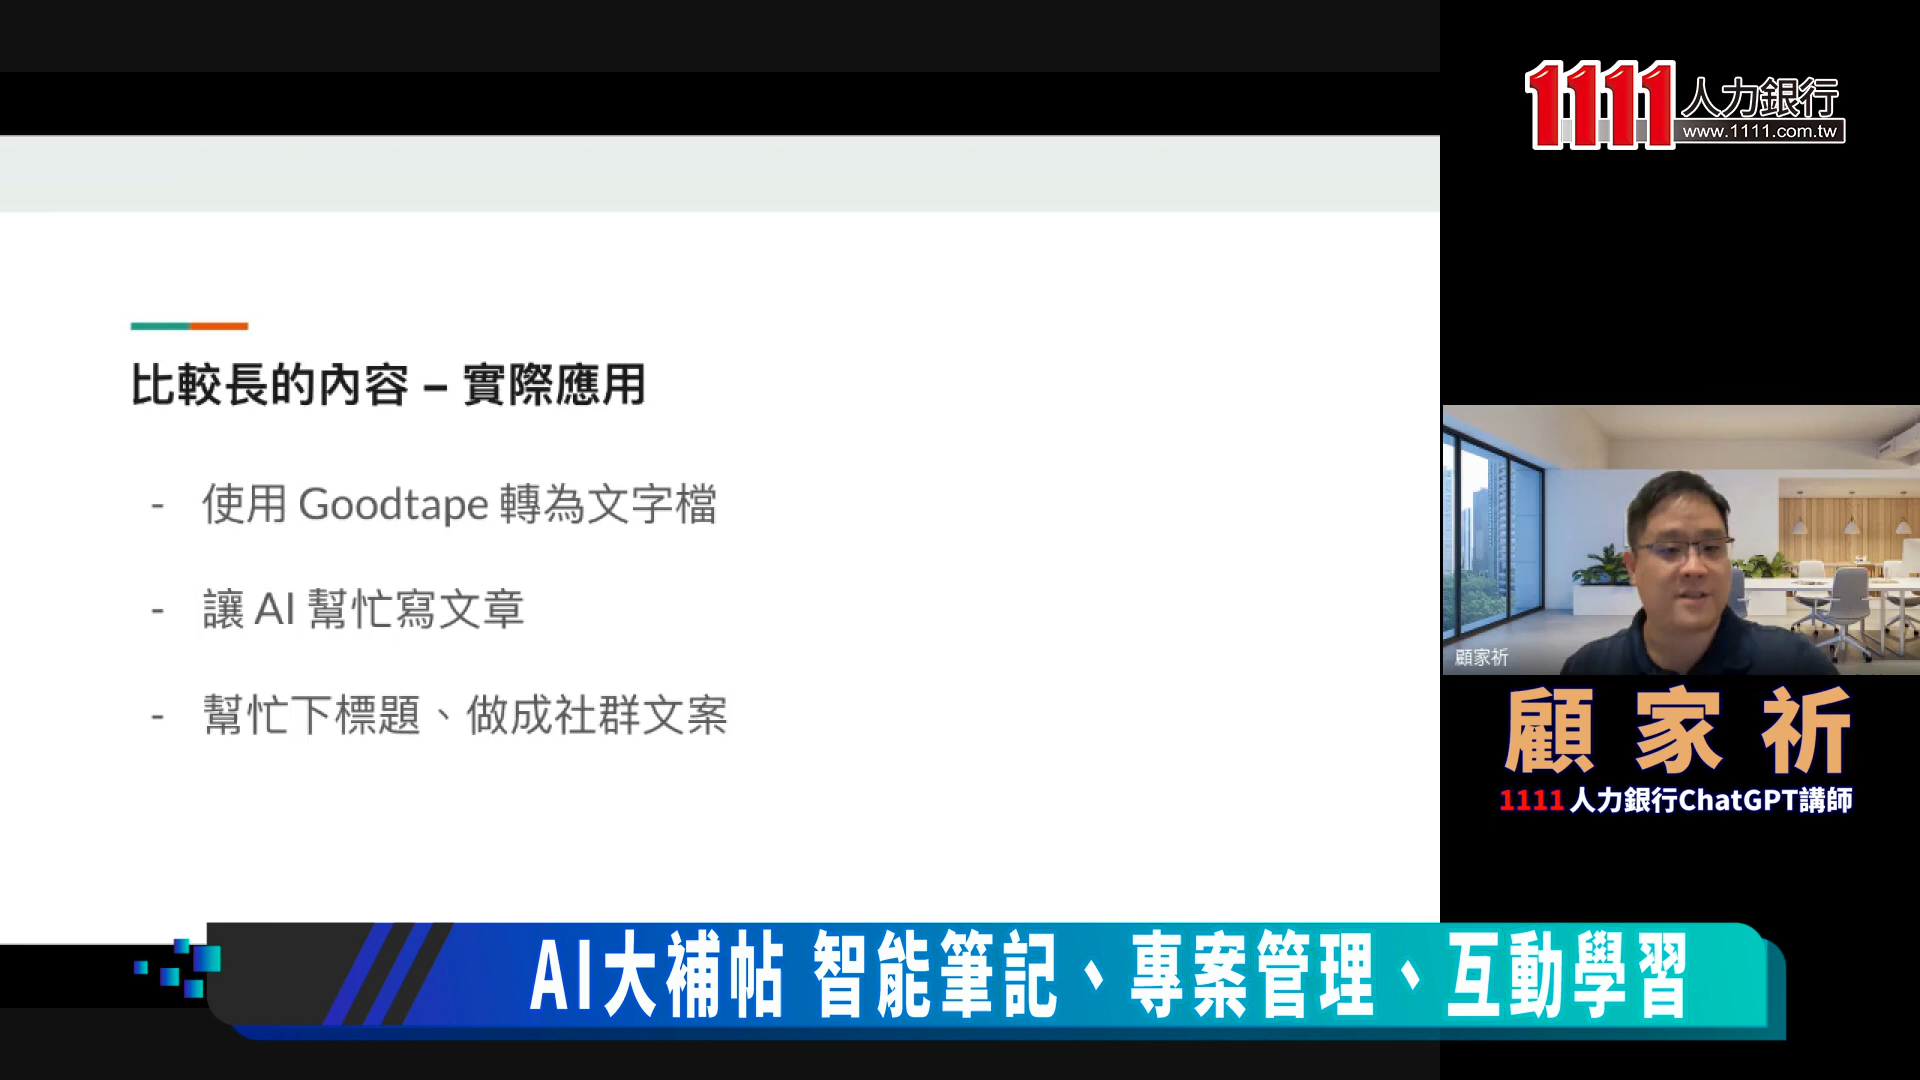 1111人力銀行
www.1111.com.tw
比較長的內容 – 實際應用
- 使用 Goodtape 轉為文字檔
- 讓 AI 幫忙寫文章
- 幫忙下標題、做成社群文案
顧家祈
顧家祈
1111人力銀行ChatGPT講師
AI大補帖 智能筆記、專案管理、互動學習